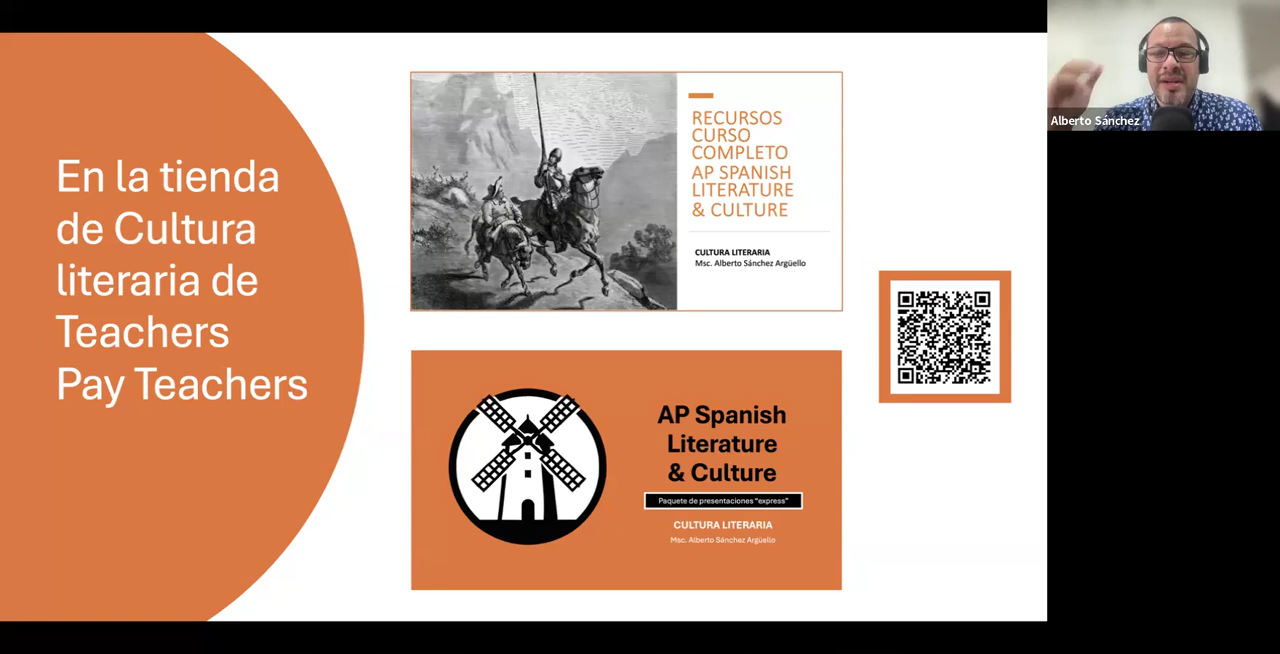 En la tienda
de Cultura
literaria de
Teachers
Pay Teachers
RECURSOS
CURSO
COMPLETO
AP SPANISH
LITERATURE
& CULTURE
CULTURA LITERARIA
Msc. Alberto Sánchez Argüello
AP Spanish
Literature
& Culture
Paquete de presentaciones “express”
CULTURA LITERARIA
Msc. Alberto Sánchez Argüello
Alberto Sánchez